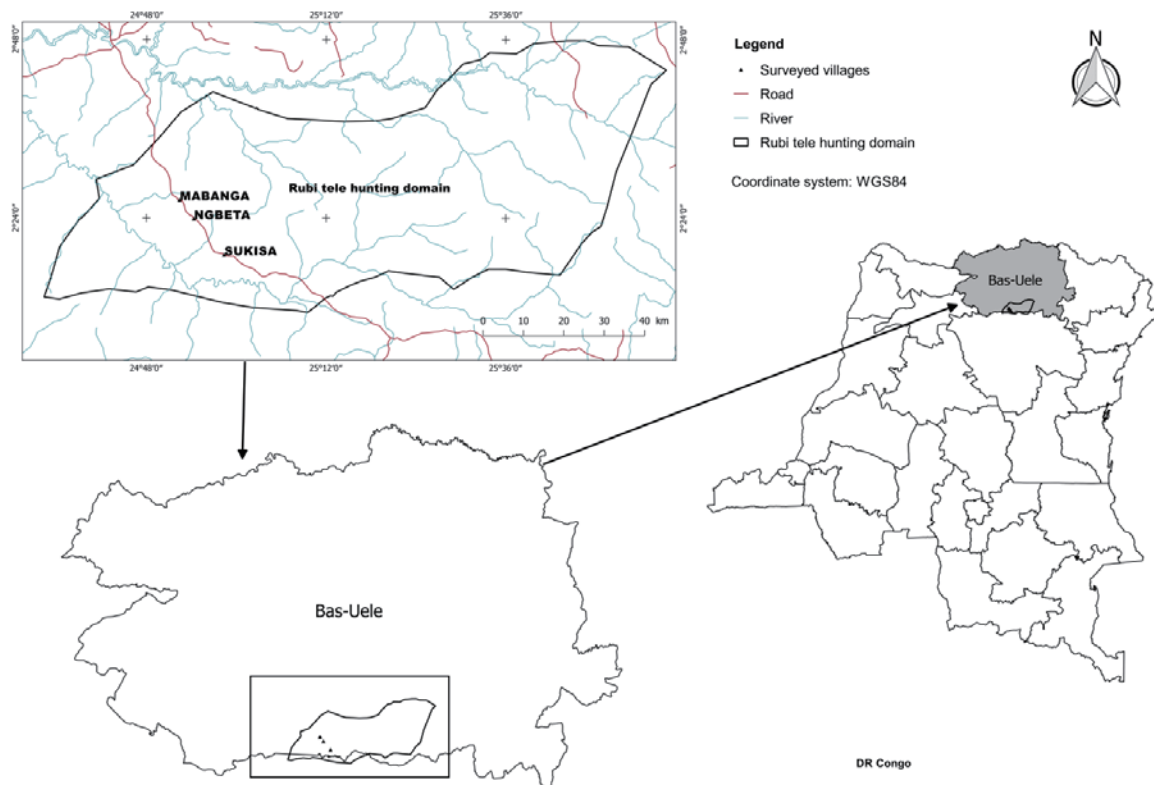 24°48'0" 25°12'0" 25°36'0"
2°48'0" 2°48'0"
MABANGA
NGBETA
SUKISA
Rubi tele hunting domain
2°24'0" 2°24'0"
0 10 20 30 40 km
24°48'0" 25°12'0" 25°36'0"
Legend
Surveyed villages
Road
River
Rubi tele hunting domain
Coordinate system: WGS84
N
Bas-Uele
Bas-Uele
DR Congo